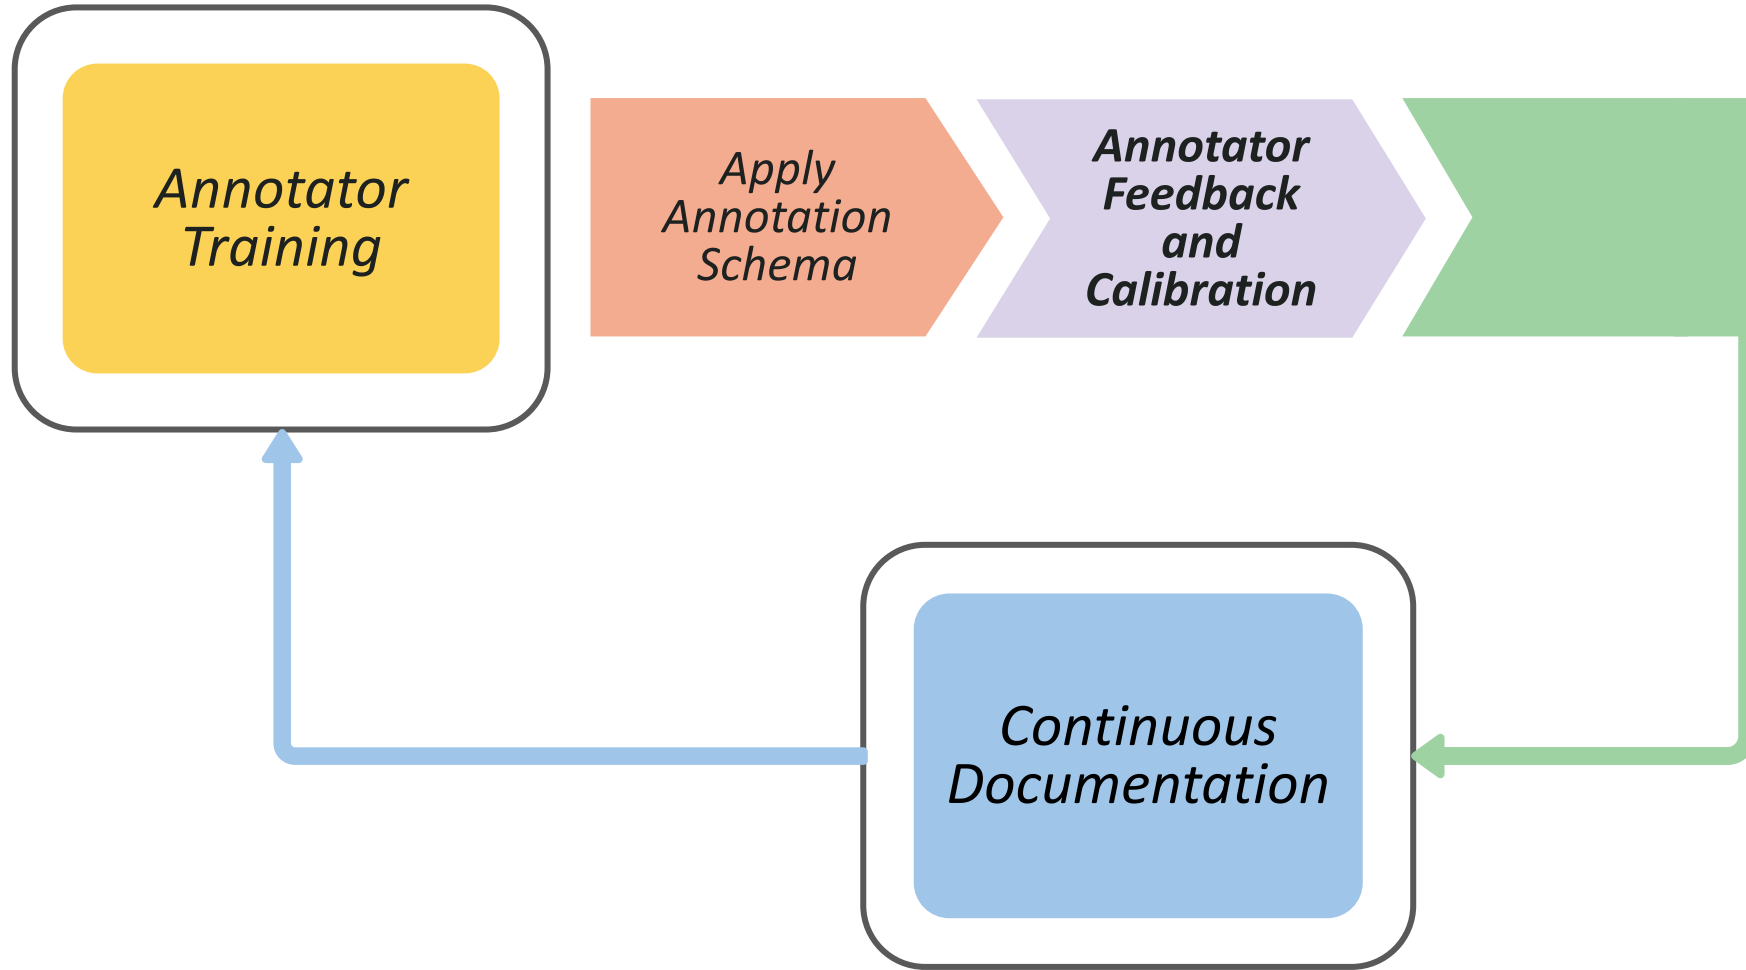 Annotator
Training
Apply
Annotation
Schema
Annotator
Feedback
and
Calibration
Continuous
Documentation